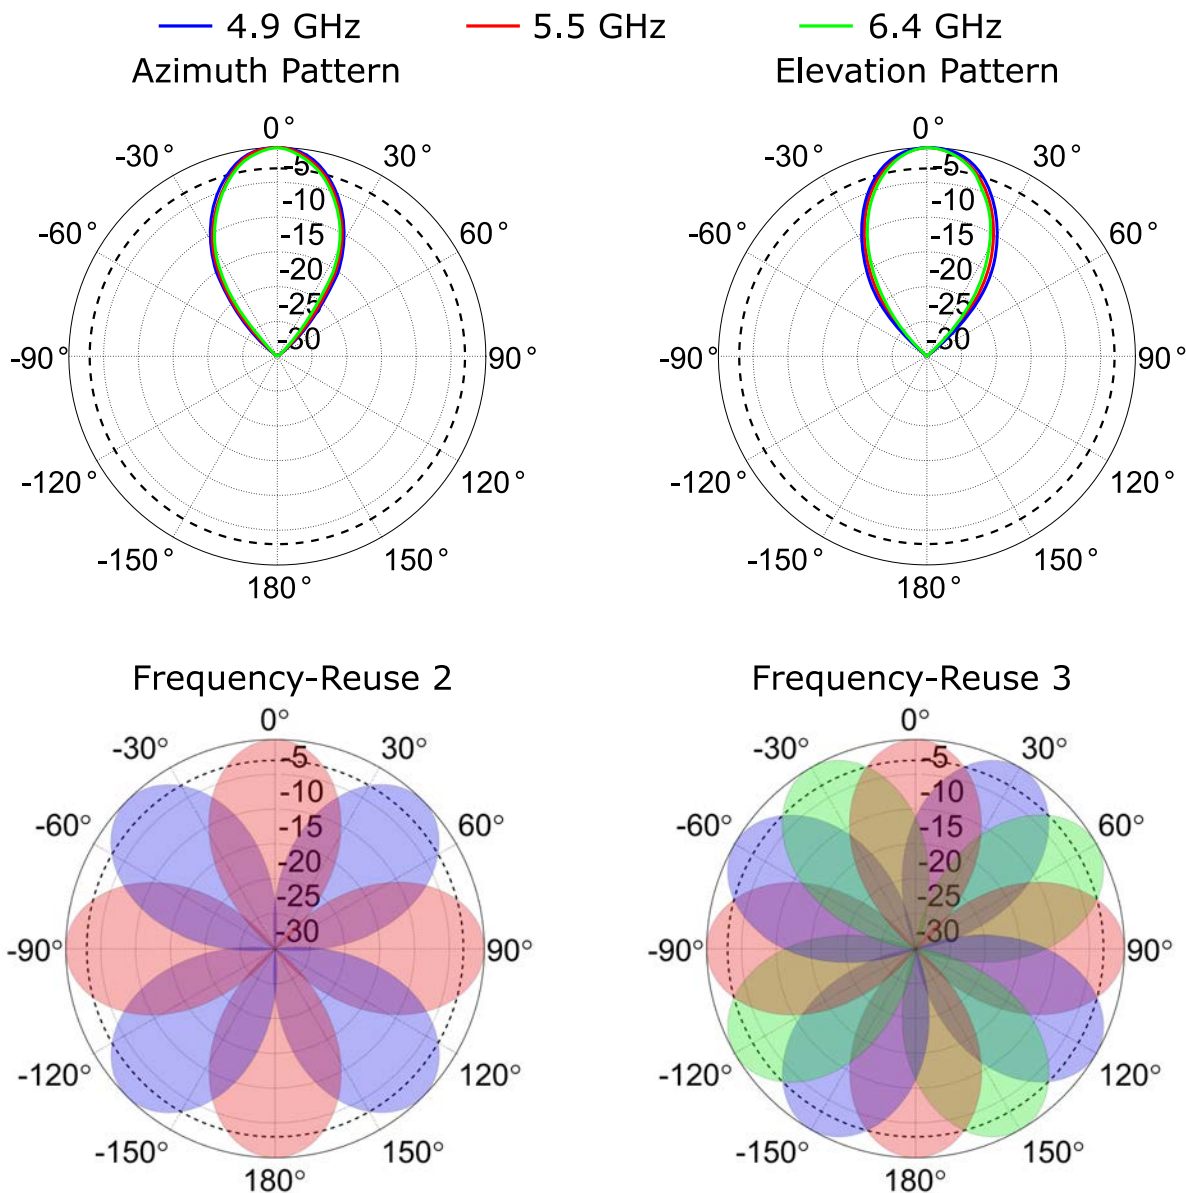 4.9 GHz 5.5 GHz 6.4 GHz
Azimuth Pattern Elevation Pattern
0° 0°
-30° 30° -30° 30°
-5 -5
-10 -10
-15 -15
-60° 60° -60° 60°
-20 -20
-25 -25
-30 -30
-90° 90° -90° 90°
-120° 120° -120° 120°
-150° 150° -150° 150°
180° 180°
Frequency-Reuse 2 Frequency-Reuse 3
0° 0°
-30° 30° -30° 30°
-5 -5
-10 -10
-60° 60° -60° 60°
-15 -15
-20 -20
-25 -25
-30 -30
-90° 90° -90° 90°
-120° 120° -120° 120°
-150° 150° -150° 150°
180° 180°